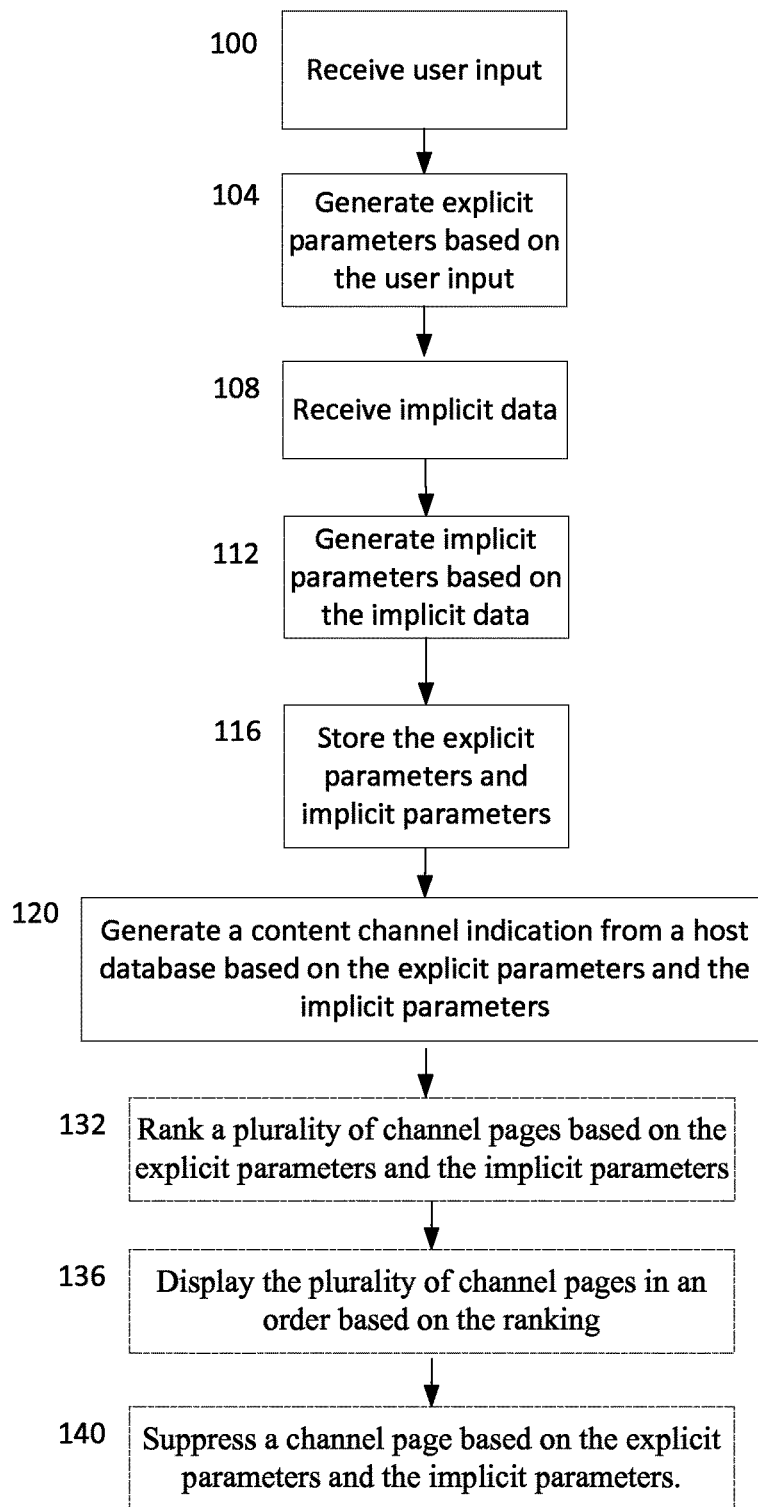 100
Receive user input
104
Generate explicit
parameters based on
the user input
108
Receive implicit data
112
Generate implicit
parameters based on
the implicit data
116
Store the explicit
parameters and
implicit parameters
120
Generate a content channel indication from a host
database based on the explicit parameters and the
implicit parameters
132
Rank a plurality of channel pages based on the
explicit parameters and the implicit parameters
136
Display the plurality of channel pages in an
order based on the ranking
140
Suppress a channel page based on the explicit
parameters and the implicit parameters.